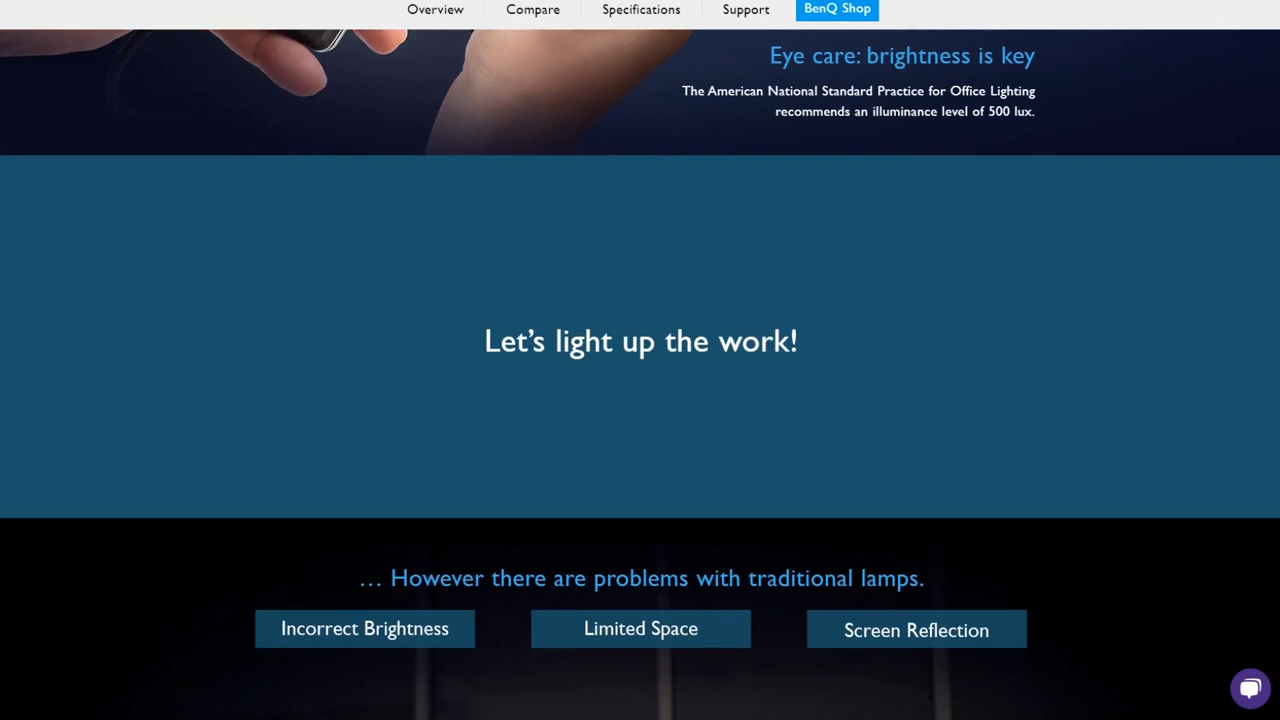 Overview
Compare
Specifications
Support
BenQ Shop
Eye care: brightness is key
The American National Standard Practice for Office Lighting
recommends an illuminance level of 500 lux.
Let's light up the work!
… However there are problems with traditional lamps.
Incorrect Brightness
Limited Space
Screen Reflection